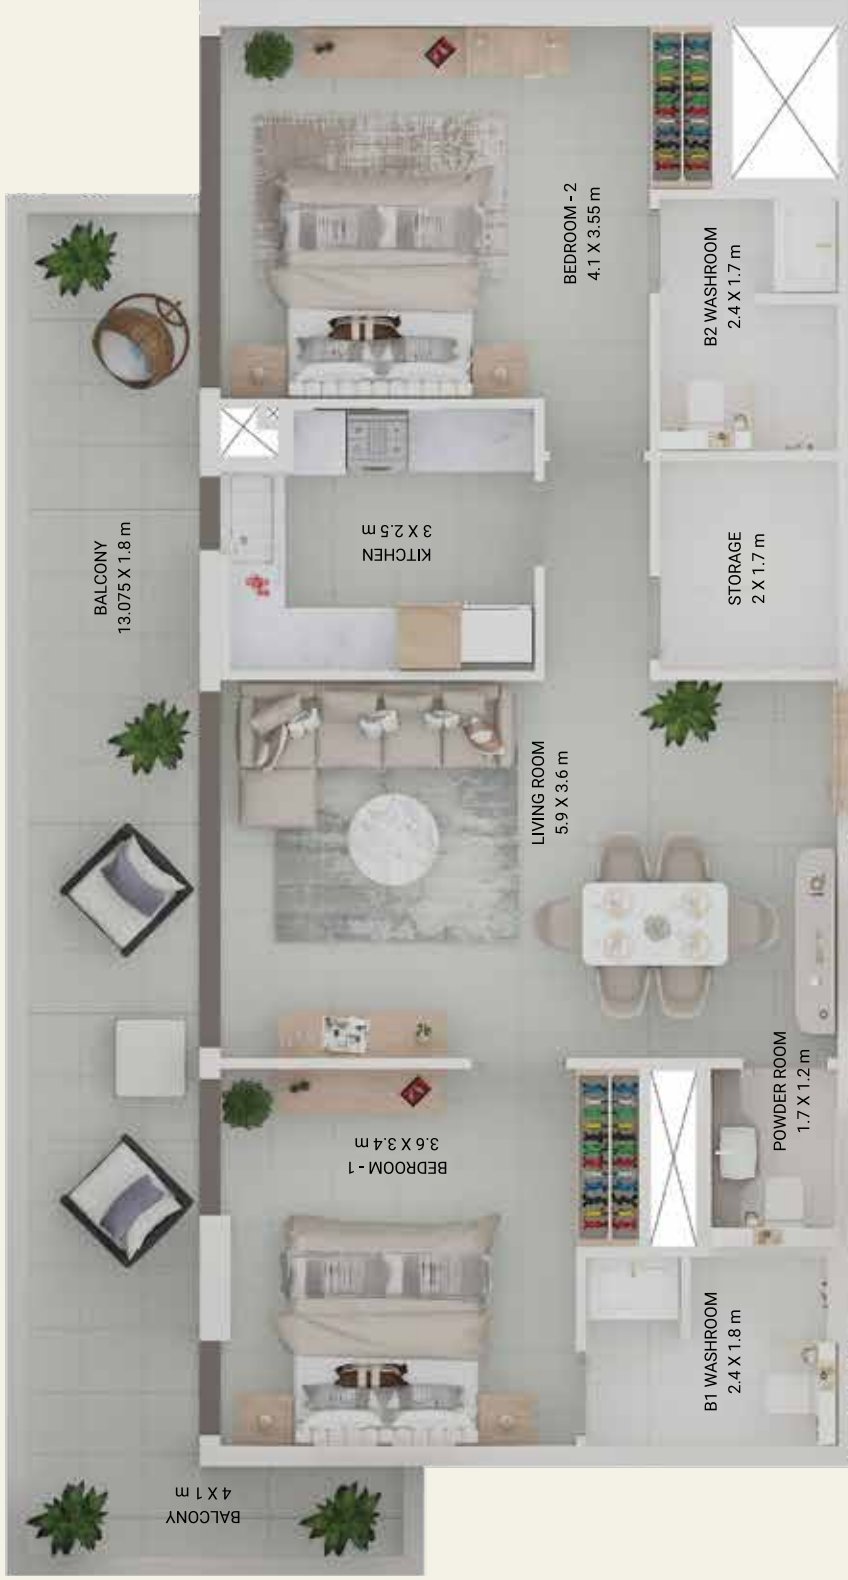 BEDROOM - 2
4.1 X 3.55 m
B2 WASHROOM
2.4 X 1.7 m
BALCONY
13.075 X 1.8 m
KITCHEN
3 X 2.5 m
STORAGE
2 X 1.7 m
LIVING ROOM
5.9 X 3.6 m
POWDER ROOM
1.7 X 1.2 m
BEDROOM - 1
3.6 X 3.4 m
B1 WASHROOM
2.4 X 1.8 m
BALCONY
4 X 1 m